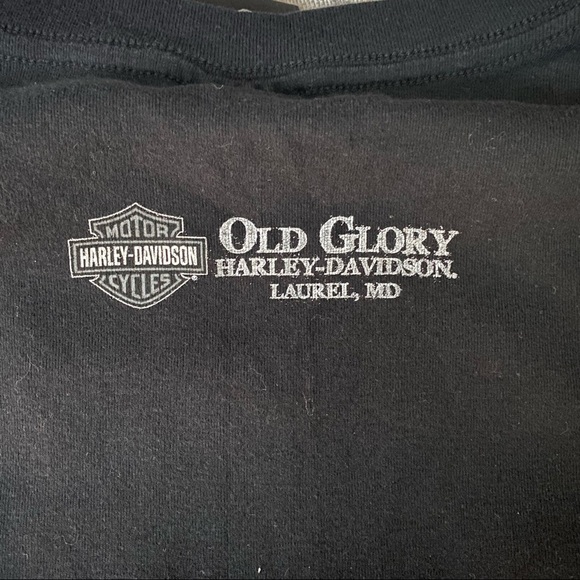 MOTOR
HARLEY-DAVIDSON
CYCLES
®
OLD GLORY
HARLEY-DAVIDSON.
LAUREL, MD